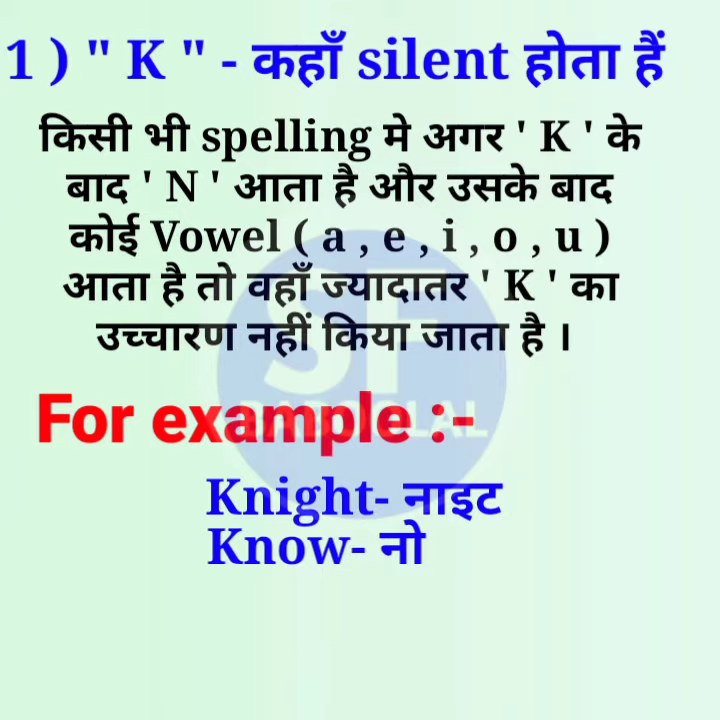 1 ) " K " - कहाँ silent होता हैं
किसी भी spelling मे अगर ' K ' के
बाद ' N ' आता है और उसके बाद
कोई Vowel ( a , e , i , o , u )
आता है तो वहाँ ज्यादातर ' K ' का
उच्चारण नहीं किया जाता है ।
For example :-
Knight- नाइट
Know- नो
SF